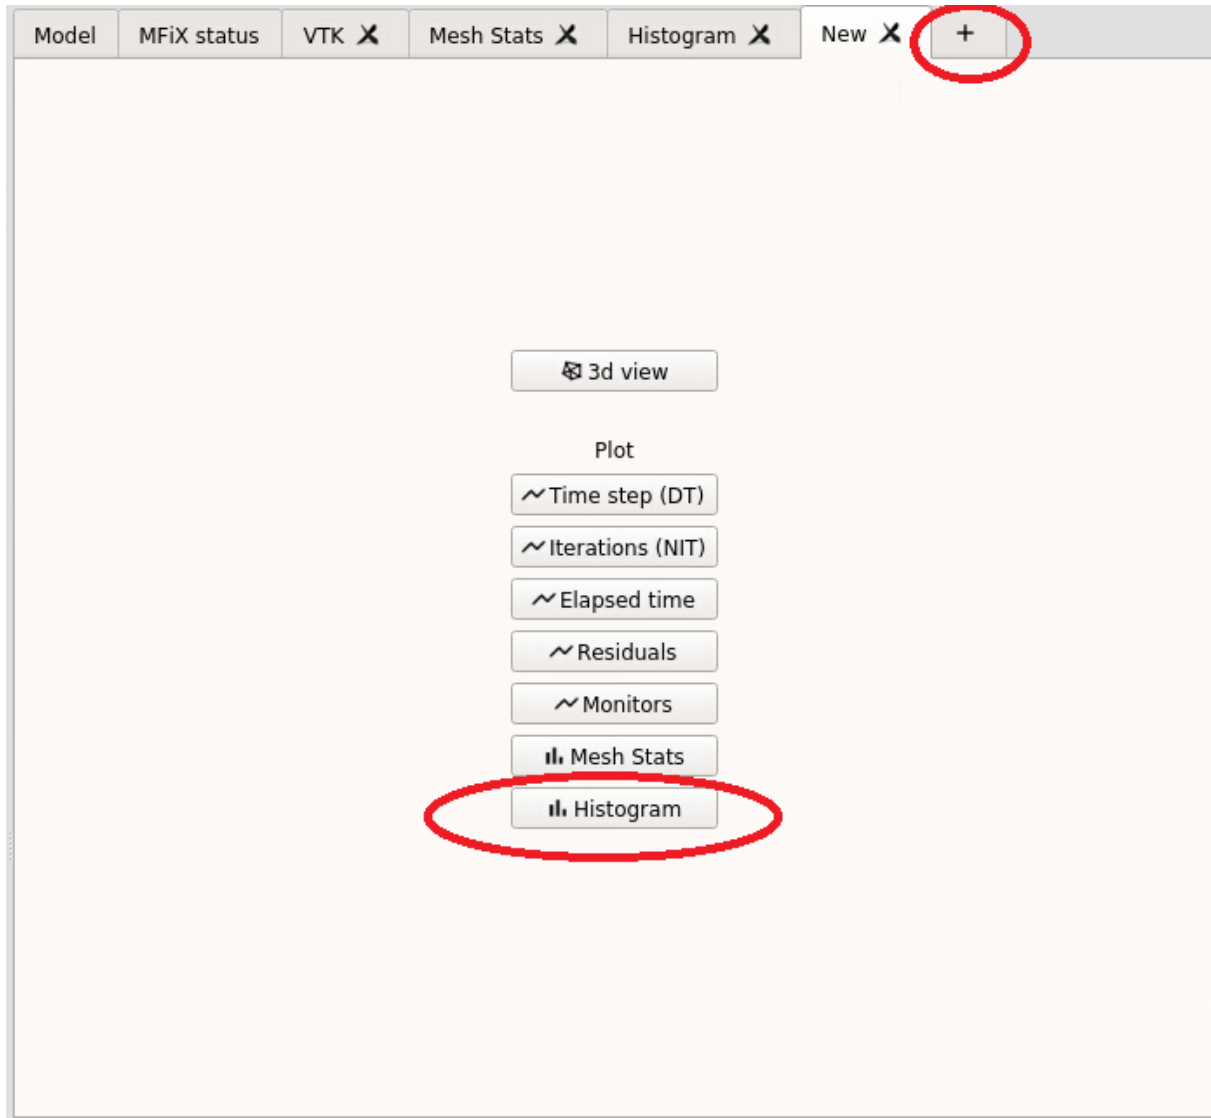 Model MFiX status VTK Mesh Stats Histogram New +
3d view
Plot
Time step (DT)
Iterations (NIT)
Elapsed time
Residuals
Monitors
Mesh Stats
Histogram